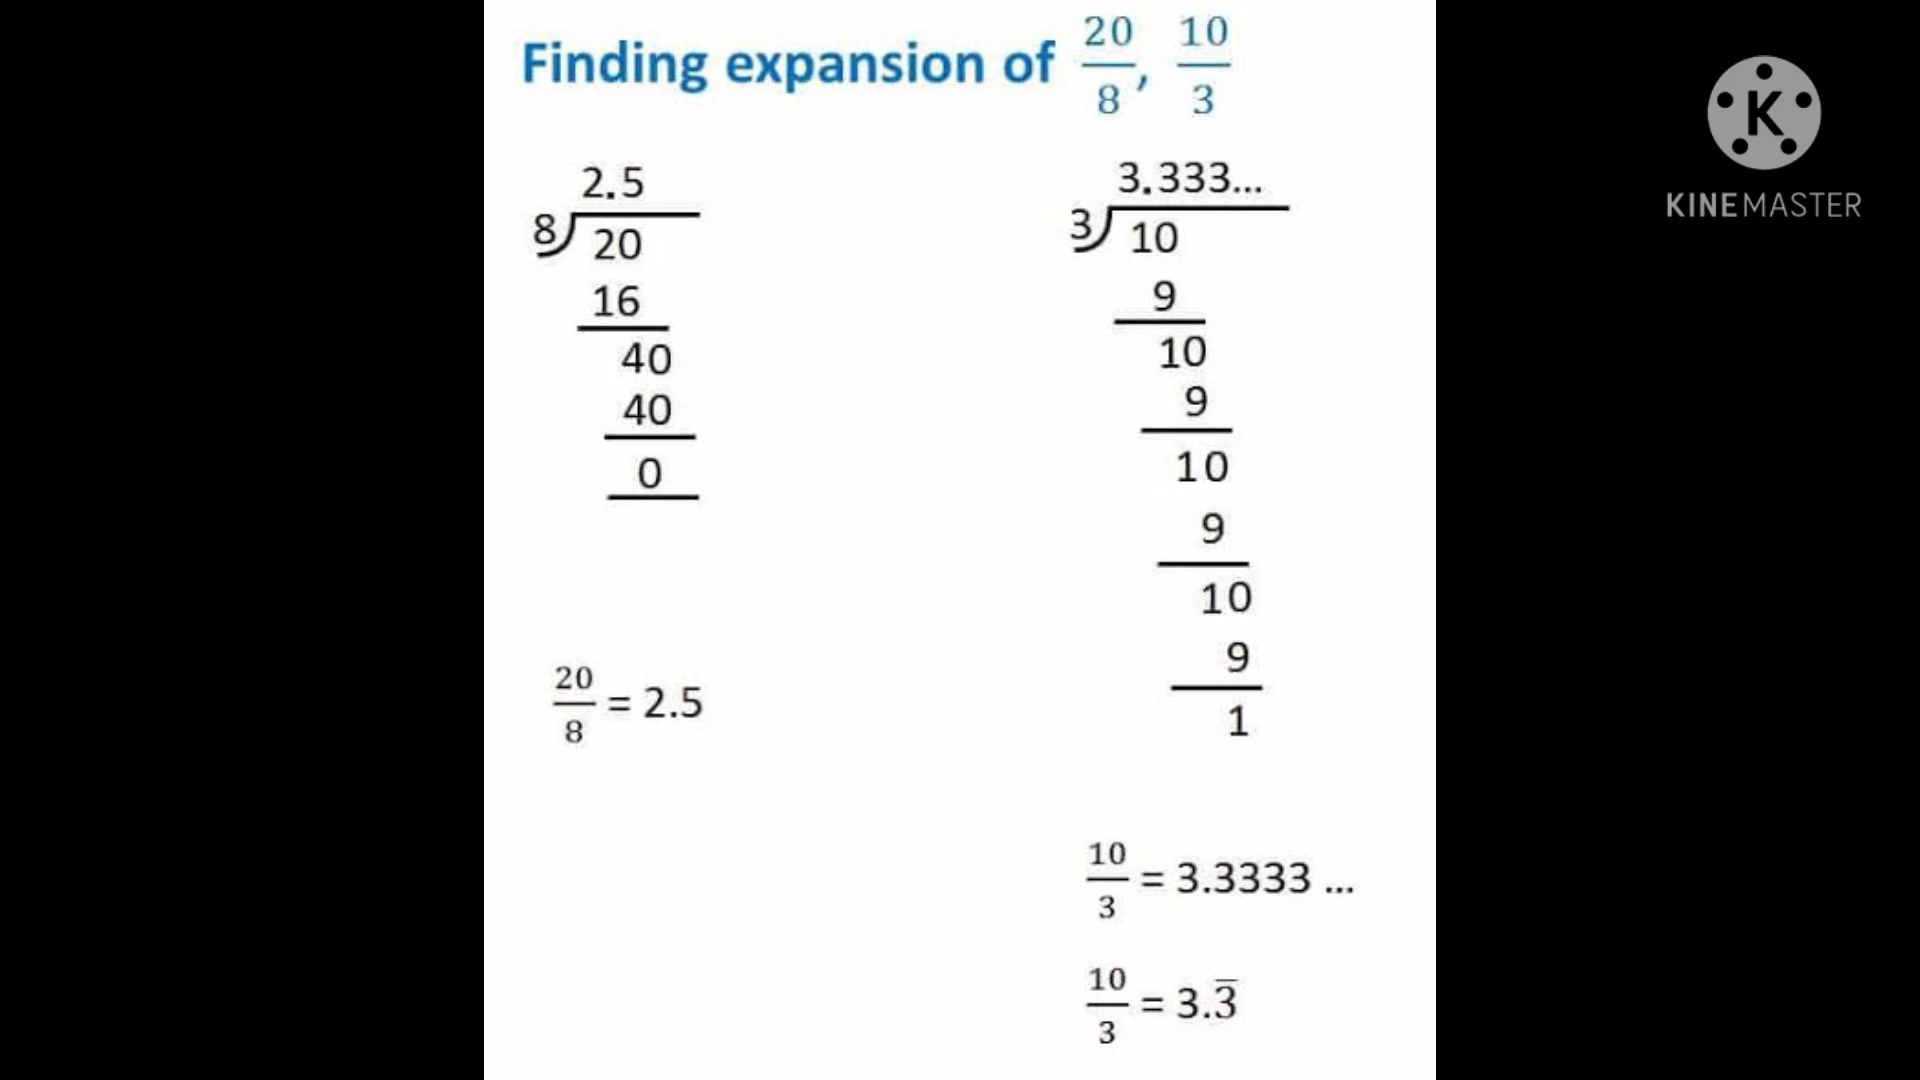 Finding expansion of 20/8, 10/3
2.5
8)20
16
40
40
0
20/8 = 2.5
3.333...
3)10
9
10
9
10
9
10
9
1
10/3 = 3.3333 ...
10/3 = 3.3̅
K
KINEMASTER